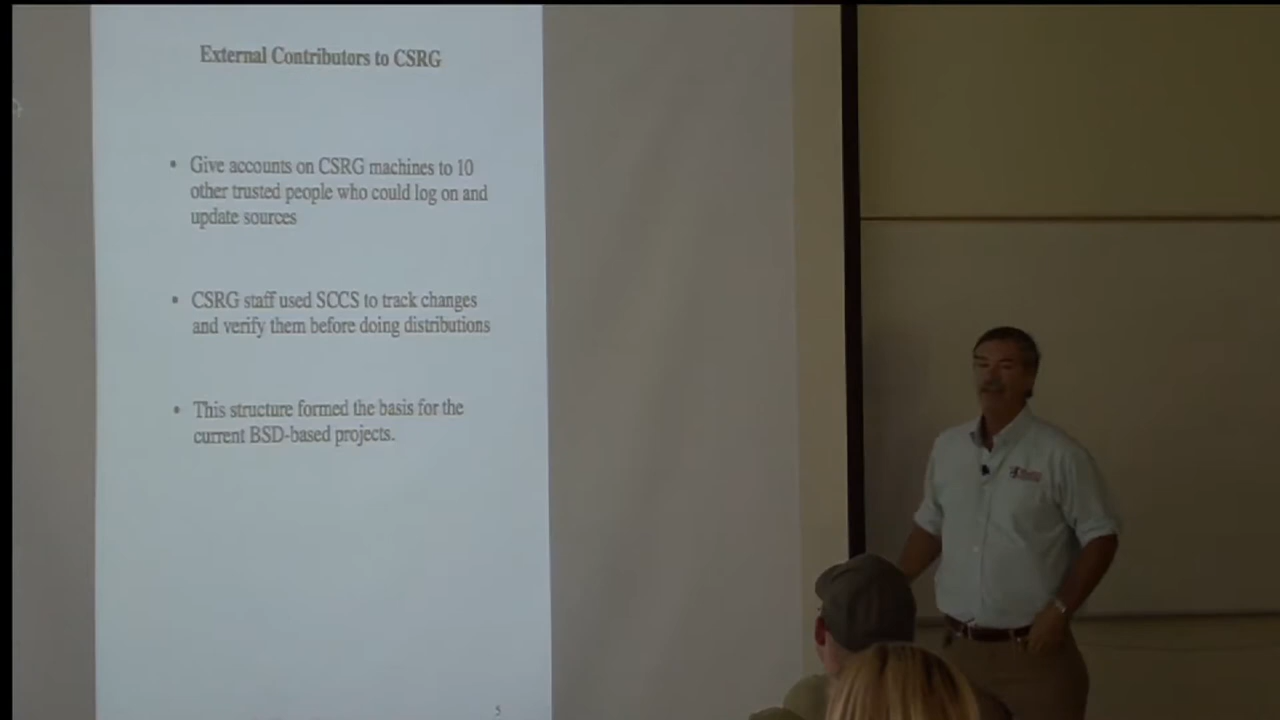 External Contributors to CSRG
• Give accounts on CSRG machines to 10
other trusted people who could log on and
update sources
• CSRG staff used SCCS to track changes
and verify them before doing distributions
• This structure formed the basis for the
current BSD-based projects.
5